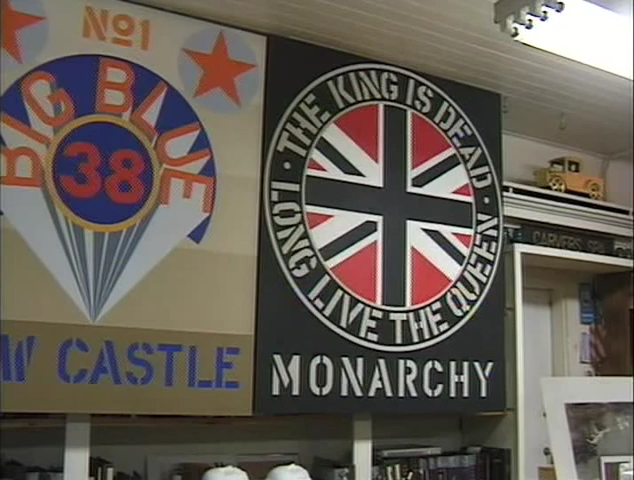 No1
BIG BLUE
38
W CASTLE
· THE KING IS DEAD · LONG LIVE THE QUEEN
MONARCHY
CARVERS